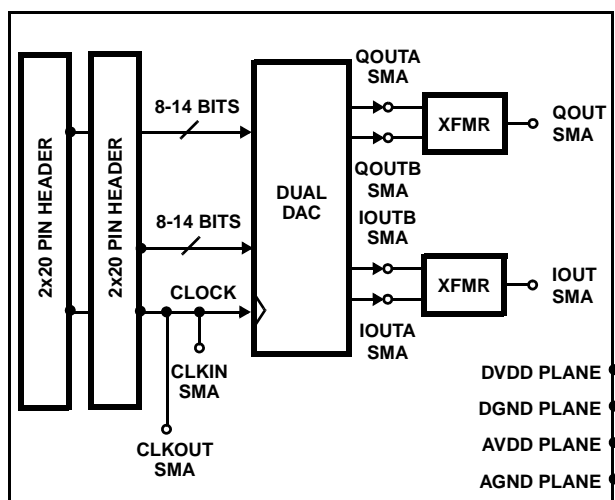 2x20 PIN HEADER
2x20 PIN HEADER
8-14 BITS
8-14 BITS
CLOCK
CLKIN
SMA
CLKOUT
SMA
DUAL
DAC
QOUTA
SMA
QOUTB
SMA
IOUTB
SMA
IOUTA
SMA
XFMR
QOUT
SMA
XFMR
IOUT
SMA
DVDD PLANE
DGND PLANE
AVDD PLANE
AGND PLANE